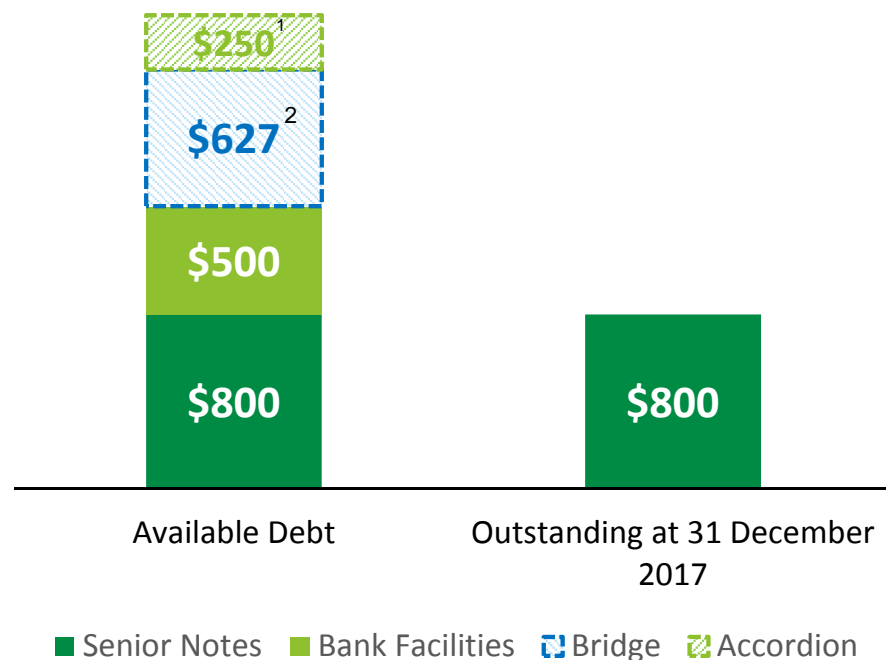 $250 1
$627 2
$500
$800
$800
Available Debt
Outstanding at 31 December
2017
Senior Notes Bank Facilities Bridge Accordion